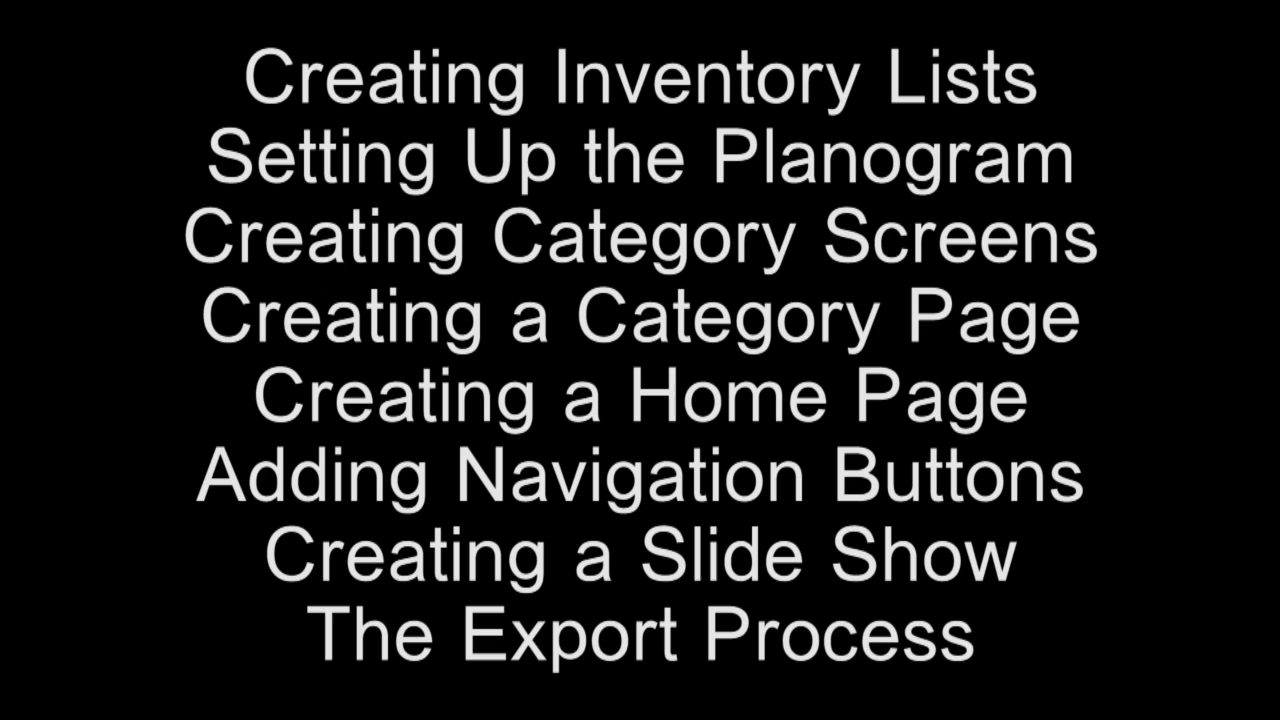 Creating Inventory Lists
Setting Up the Planogram
Creating Category Screens
Creating a Category Page
Creating a Home Page
Adding Navigation Buttons
Creating a Slide Show
The Export Process